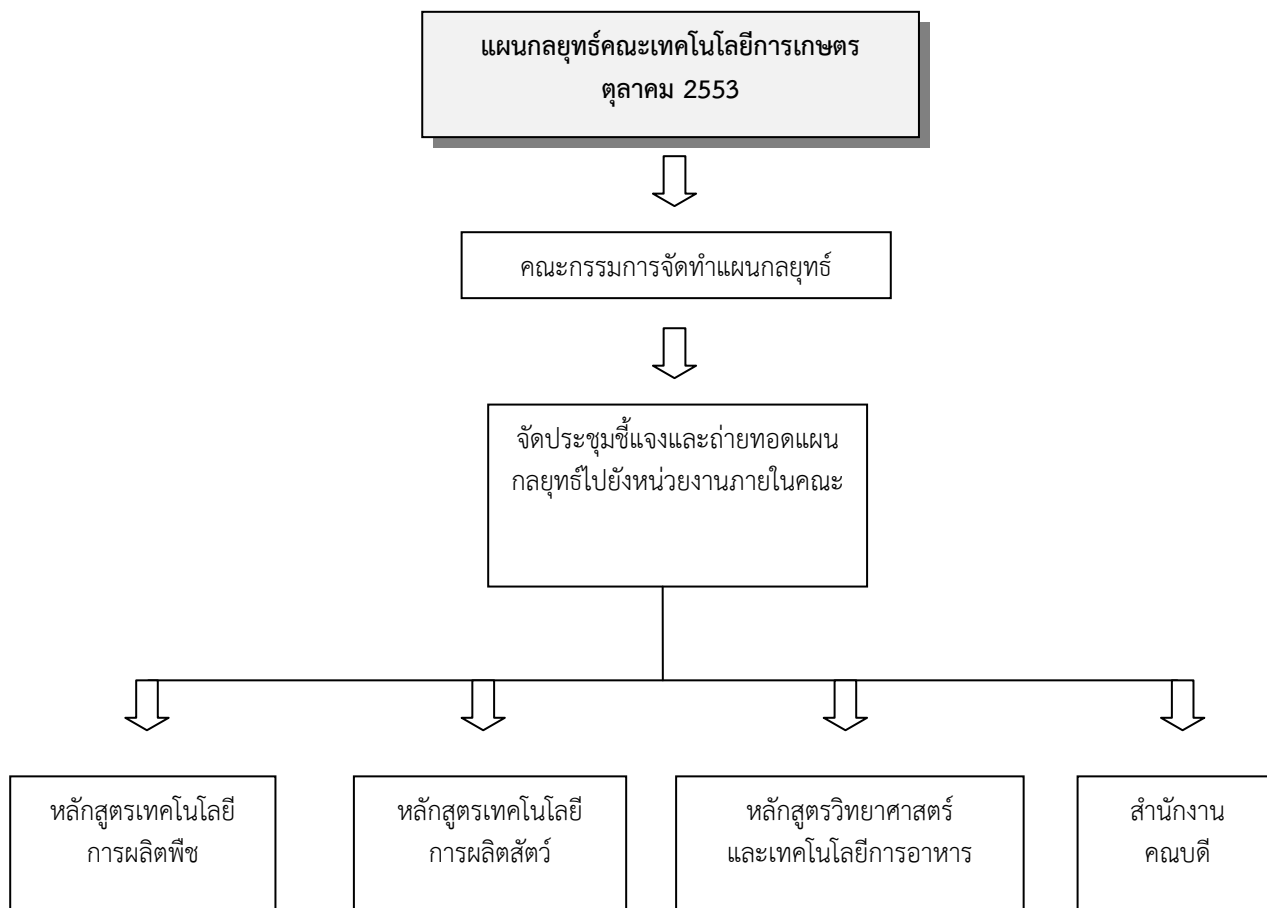 แผนกลยุทธ์คณะเทคโนโลยีการเกษตร
ตุลาคม 2553
คณะกรรมการจัดทำแผนกลยุทธ์
จัดประชุมชี้แจงและถ่ายทอดแผน
กลยุทธ์ไปยังหน่วยงานภายในคณะ
หลักสูตรเทคโนโลยี
การผลิตพืช
หลักสูตรเทคโนโลยี
การผลิตสัตว์
หลักสูตรวิทยาศาสตร์
และเทคโนโลยีการอาหาร
สำนักงาน
คณบดี